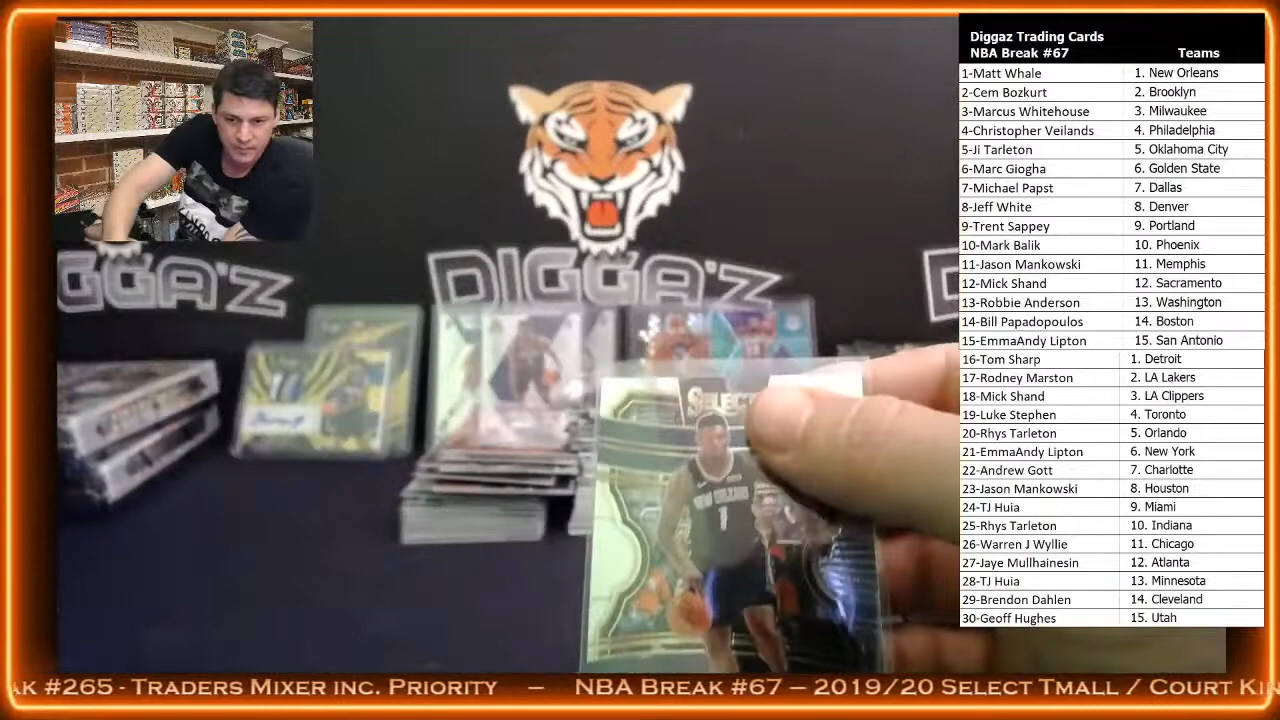 Diggaz Trading Cards
NBA Break #67 Teams
1-Matt Whale 1. New Orleans
2-Cem Bozkurt 2. Brooklyn
3-Marcus Whitehouse 3. Milwaukee
4-Christopher Veilands 4. Philadelphia
5-Ji Tarleton 5. Oklahoma City
6-Marc Giogha 6. Golden State
7-Michael Papst 7. Dallas
8-Jeff White 8. Denver
9-Trent Sappey 9. Portland
10-Mark Balik 10. Phoenix
11-Jason Mankowski 11. Memphis
12-Mick Shand 12. Sacramento
13-Robbie Anderson 13. Washington
14-Bill Papadopoulos 14. Boston
15-EmmaAndy Lipton 15. San Antonio
16-Tom Sharp 1. Detroit
17-Rodney Marston 2. LA Lakers
18-Mick Shand 3. LA Clippers
19-Luke Stephen 4. Toronto
20-Rhys Tarleton 5. Orlando
21-EmmaAndy Lipton 6. New York
22-Andrew Gott 7. Charlotte
23-Jason Mankowski 8. Houston
24-TJ Huia 9. Miami
25-Rhys Tarleton 10. Indiana
26-Warren J Wyllie 11. Chicago
27-Jaye Mullhainesin 12. Atlanta
28-TJ Huia 13. Minnesota
29-Brendon Dahlen 14. Cleveland
30-Geoff Hughes 15. Utah
GGA'Z DIGGA'Z D
SELECT
NEW ORLEANS
1
AK #265 - TRADERS MIXER INC. PRIORITY – NBA BREAK #67 – 2019/20 SELECT TMALL / COURT KIN